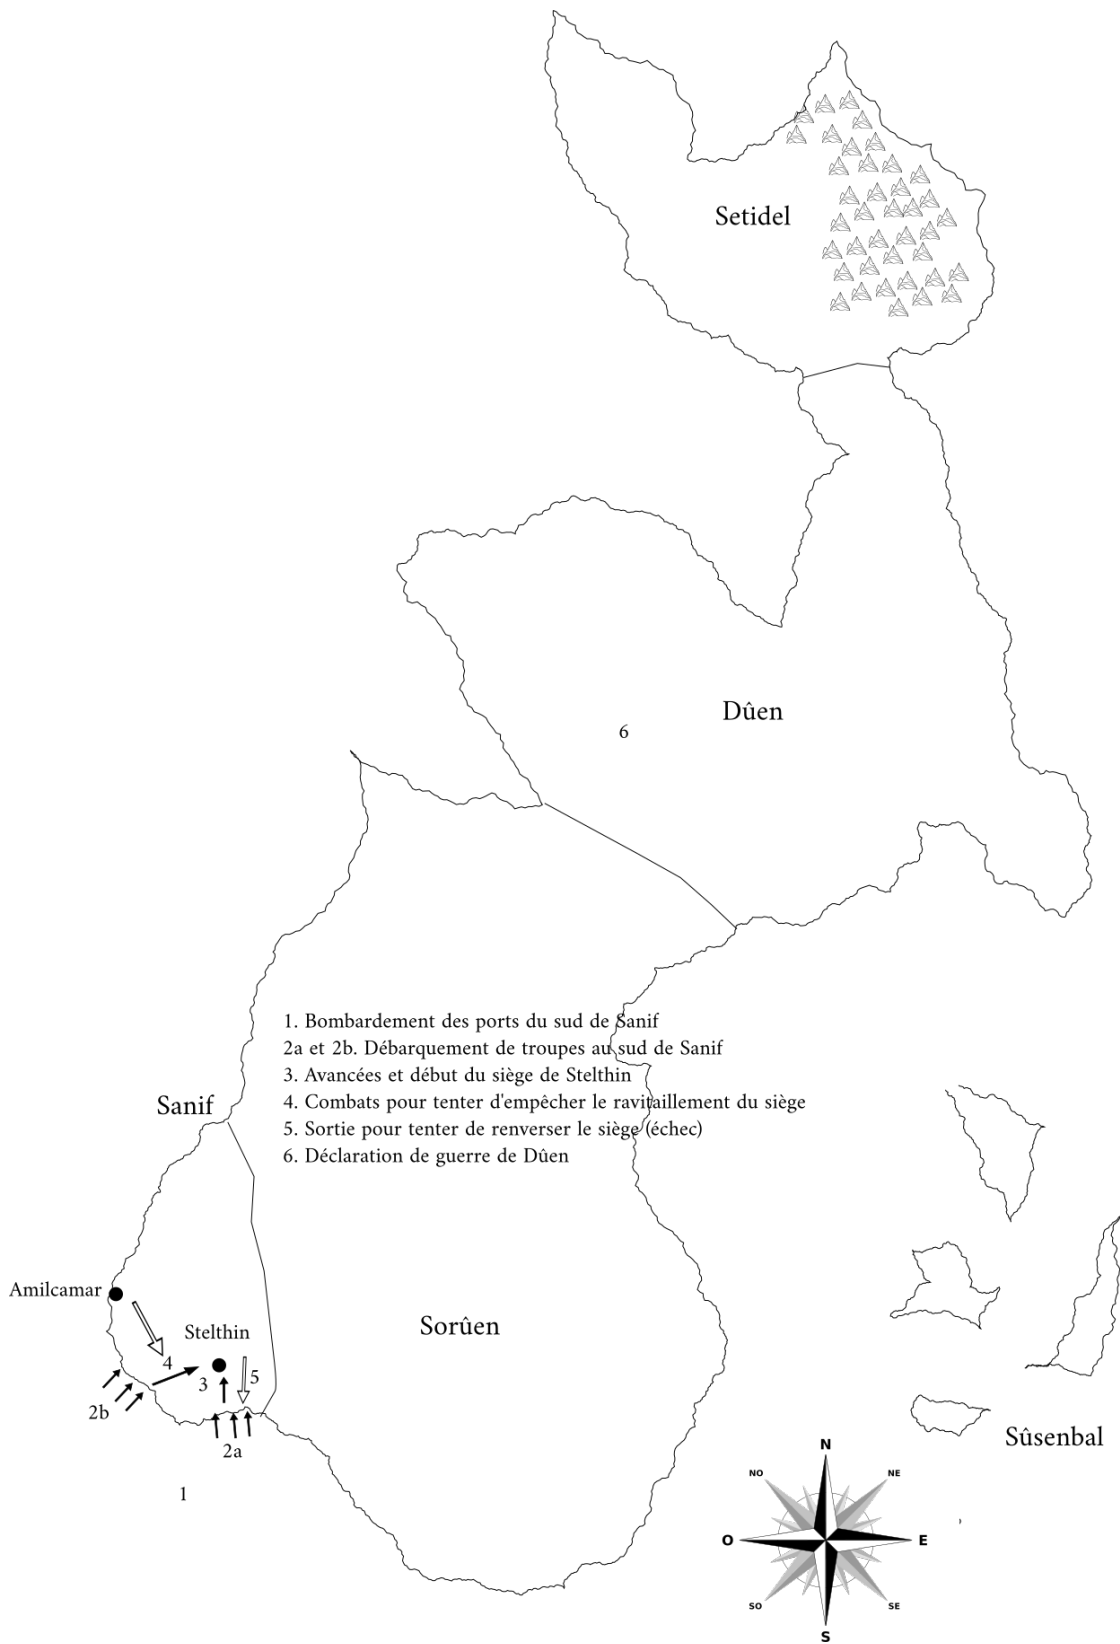 Setidel
Dûen
6
1. Bombardement des ports du sud de Sanif
2a et 2b. Débarquement de troupes au sud de Sanif
3. Avancées et début du siège de Stelthin
4. Combats pour tenter d'empêcher le ravitaillement du siège
5. Sortie pour tenter de renverser le siège (échec)
6. Déclaration de guerre de Dûen
Sanif
Amilcamar
Stelthin
Sorûen
4
3
5
2b
2a
1
Sûsenbal
N
NO
NE
O
E
SO
SE
S